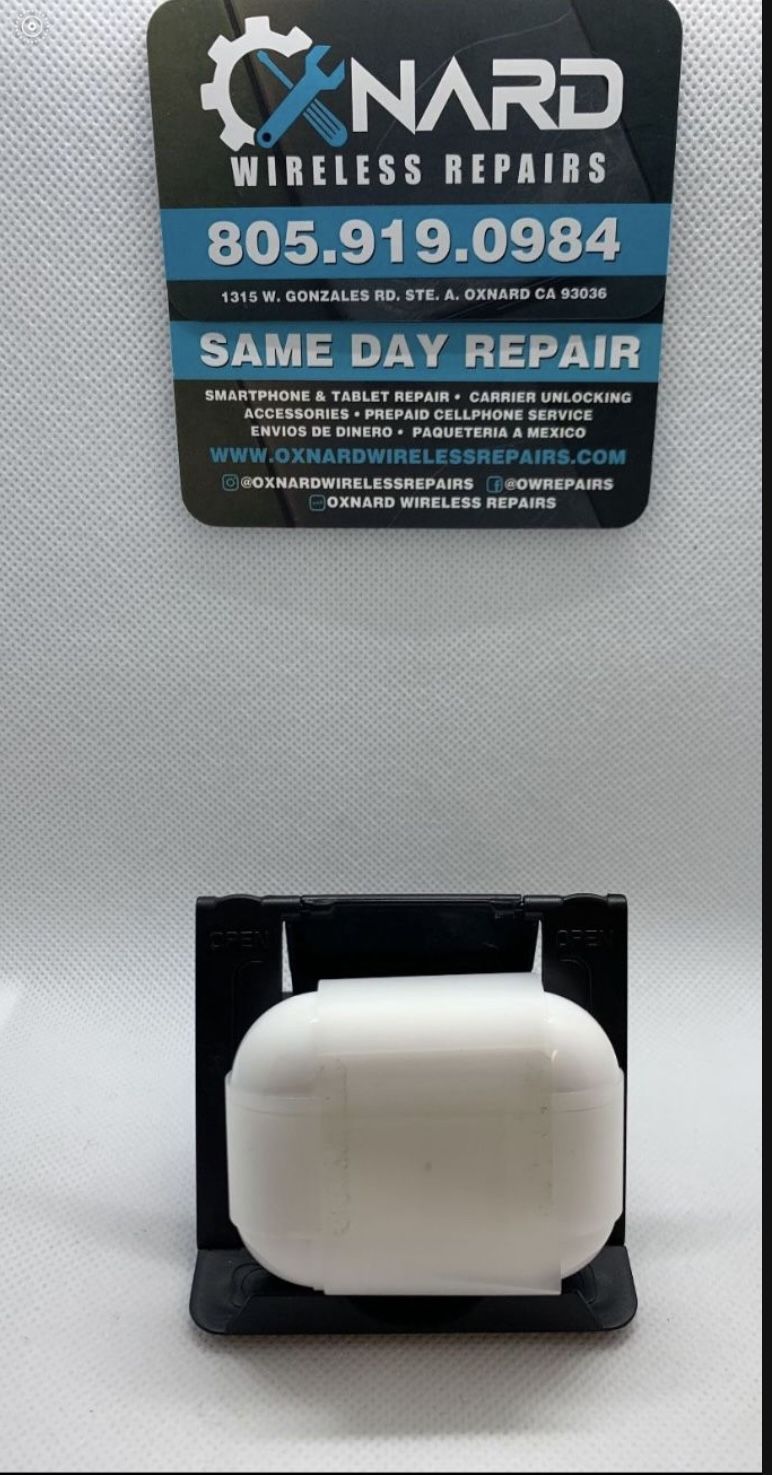 OXNARD
WIRELESS REPAIRS
805.919.0984
1315 W. GONZALES RD. STE. A. OXNARD CA 93036
SAME DAY REPAIR
SMARTPHONE & TABLET REPAIR • CARRIER UNLOCKING
ACCESSORIES • PREPAID CELLPHONE SERVICE
ENVIOS DE DINERO • PAQUETERIA A MEXICO
WWW.OXNARDWIRELESSREPAIRS.COM
@OXNARDWIRELESSREPAIRS @OWREPAIRS
OXNARD WIRELESS REPAIRS
OPEN OPEN